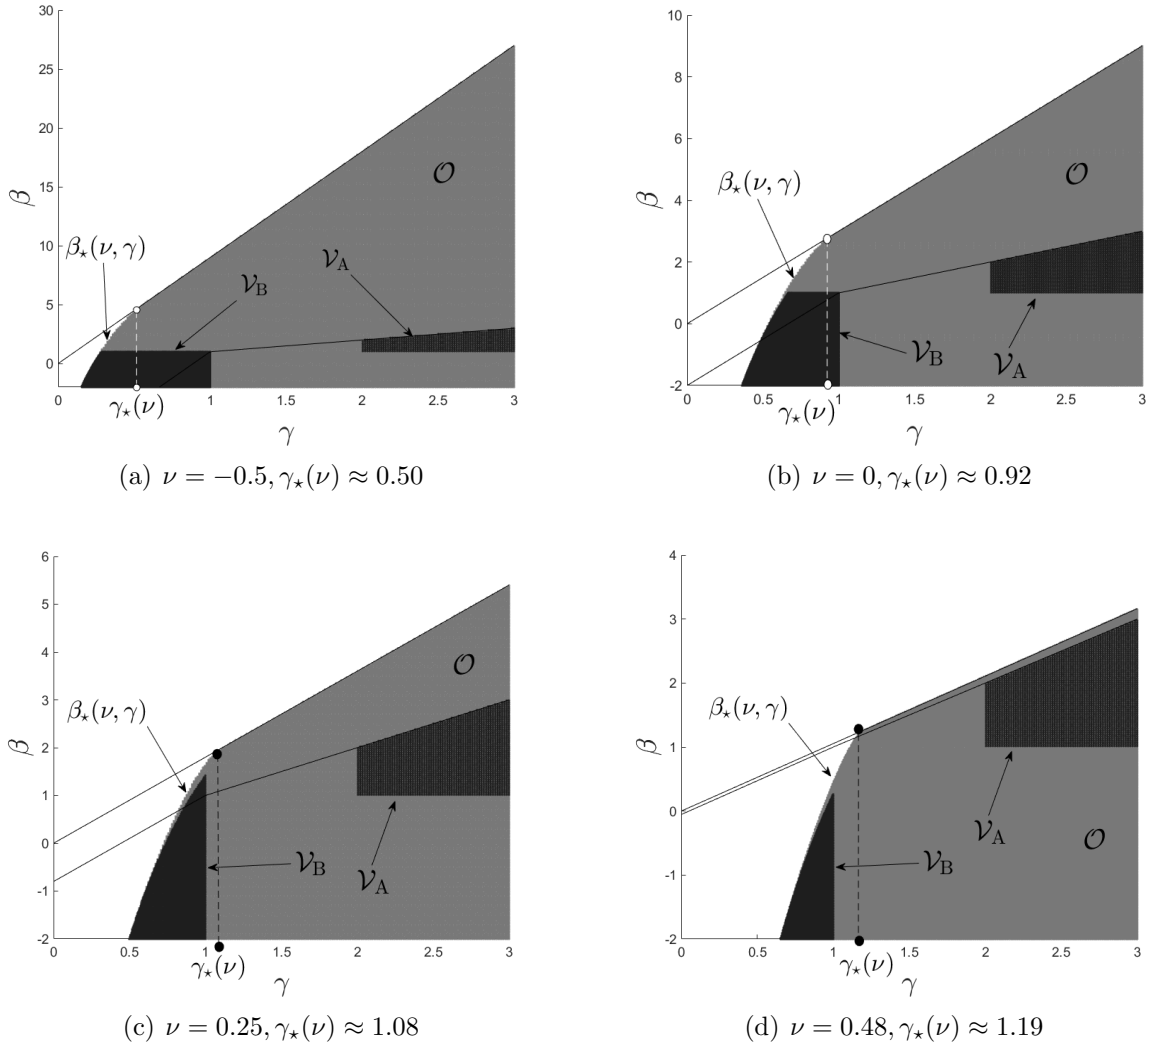 30
25
20
15
10
5
0
β
β⋆(ν, γ)
𝒱_B
𝒱_A
𝒪
0
γ⋆(ν)
1
1.5
2
2.5
3
γ
(a) ν = −0.5, γ⋆(ν) ≈ 0.50
10
8
6
4
2
0
-2
β
β⋆(ν, γ)
𝒪
𝒱_B
𝒱_A
0
0.5
γ⋆(ν)
1
1.5
2
2.5
3
γ
(b) ν = 0, γ⋆(ν) ≈ 0.92
6
5
4
3
2
1
0
-1
-2
β
β⋆(ν, γ)
𝒪
𝒱_B
𝒱_A
0
0.5
1
γ⋆(ν)
1.5
2
2.5
3
γ
(c) ν = 0.25, γ⋆(ν) ≈ 1.08
4
3
2
1
0
-1
-2
β
β⋆(ν, γ)
𝒱_A
𝒱_B
𝒪
0
0.5
1
γ⋆(ν)
1.5
2
2.5
3
γ
(d) ν = 0.48, γ⋆(ν) ≈ 1.19